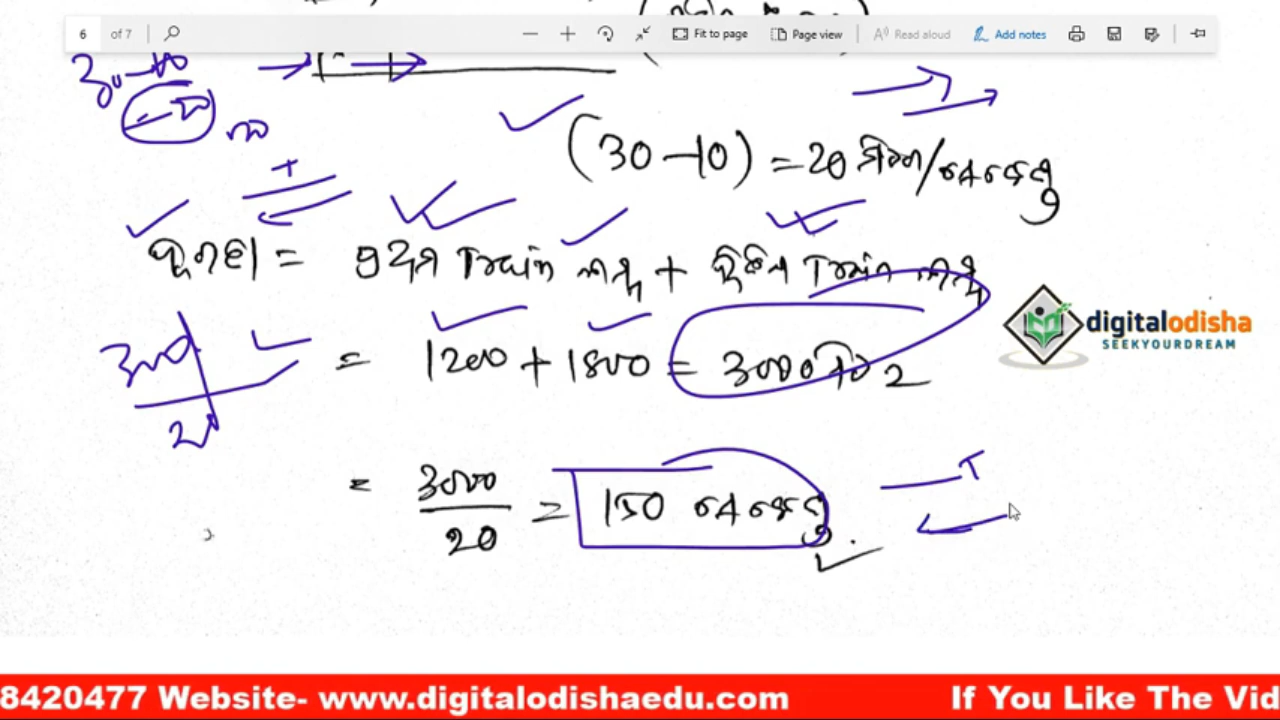 6 of 7 Fit to page Page view Read aloud Add notes
30-10
(30-10) = 20 ମିଟର/ସେକେଣ୍ଡ
+
ଦୂରତା = ପ୍ରଥମ Train ଲମ୍ବ + ଦ୍ୱିତୀୟ Train ଲମ୍ବ
= 1200 + 1800 = 3000 ମିଟର
digitalodisha
SEEKYOURDREAM
= 3000/20 = 150 ସେକେଣ୍ଡ
8420477 Website- www.digitalodishaedu.com If You Like The Vid